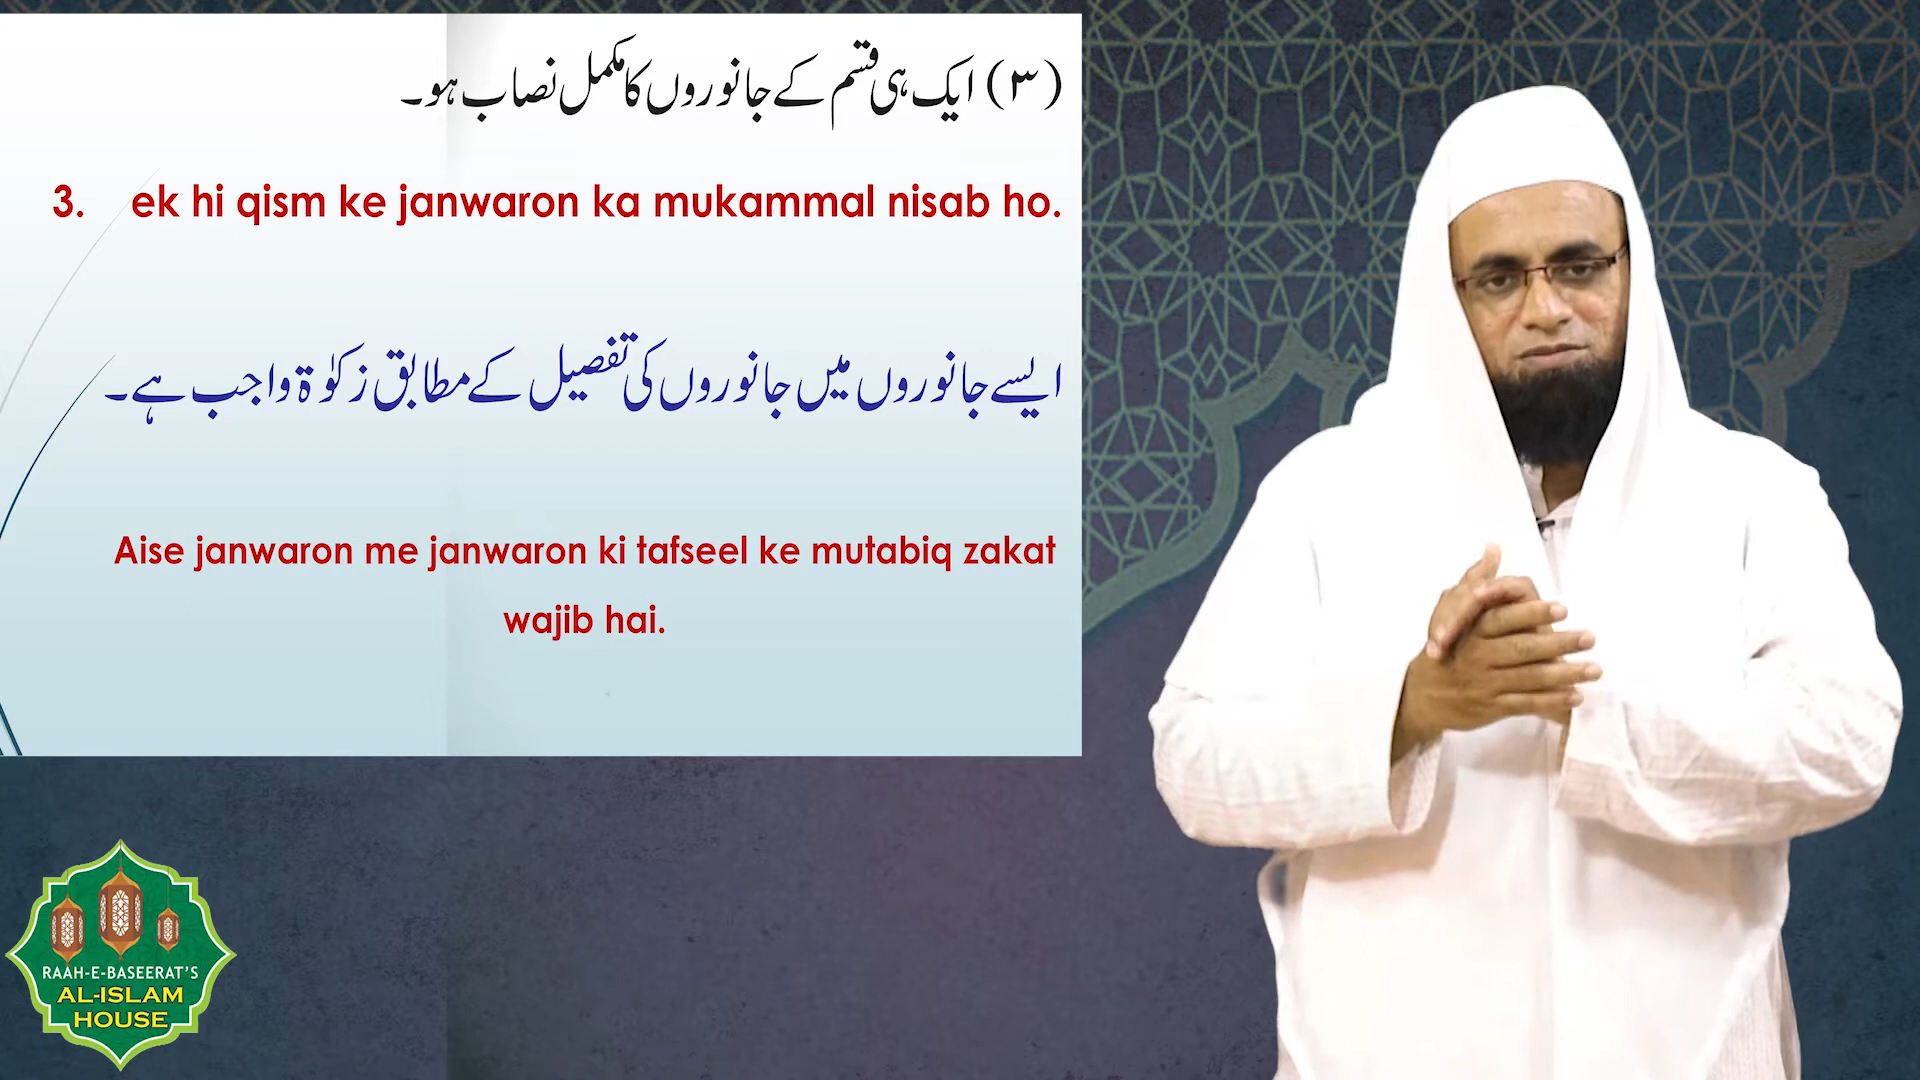 (۳) ایک ہی قسم کے جانوروں کا مکمل نصاب ہو۔
3. ek hi qism ke janwaron ka mukammal nisab ho.
ایسے جانوروں میں جانوروں کی تفصیل کے مطابق زکوٰۃ واجب ہے۔
Aise janwaron me janwaron ki tafseel ke mutabiq zakat
wajib hai.
RAAH-E-BASEERAT'S
AL-ISLAM
HOUSE